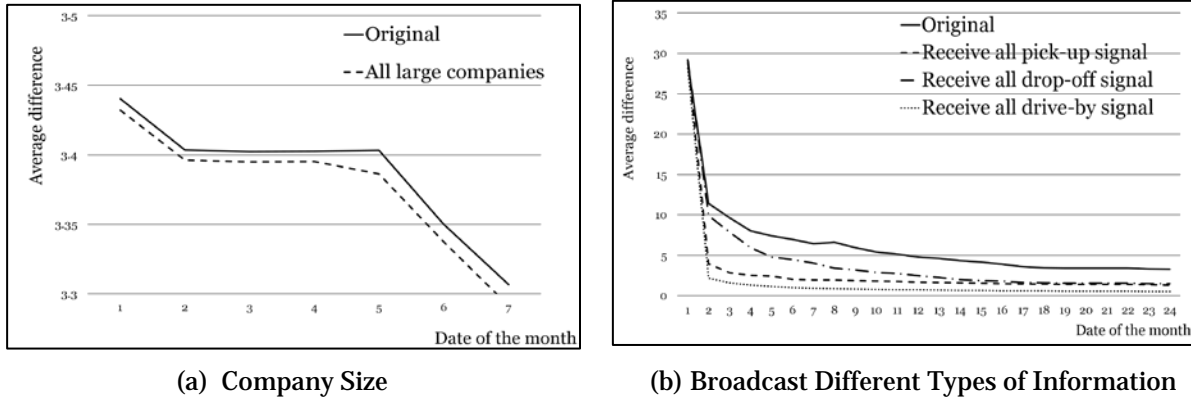 3.5
Original
All large companies
3.45
3.4
3.35
3.3
Average difference
1 2 3 4 5 6 7
Date of the month
(a) Company Size
35
Original
Receive all pick-up signal
30
Receive all drop-off signal
25
Receive all drive-by signal
20
15
10
5
0
Average difference
1 2 3 4 5 6 7 8 9 10 11 12 13 14 15 16 17 18 19 20 21 22 23 24
Date of the month
(b) Broadcast Different Types of Information